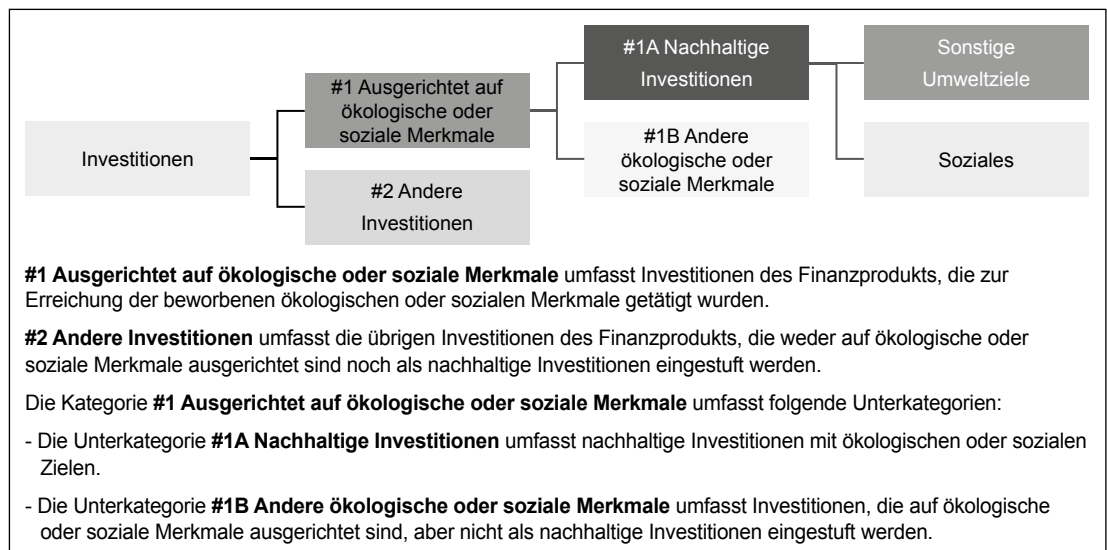 #1A Nachhaltige
Investitionen
Sonstige
Umweltziele
#1 Ausgerichtet auf
ökologische oder
soziale Merkmale
Investitionen
#1B Andere
ökologische oder
soziale Merkmale
Soziales
#2 Andere
Investitionen
#1 Ausgerichtet auf ökologische oder soziale Merkmale umfasst Investitionen des Finanzprodukts, die zur
Erreichung der beworbenen ökologischen oder sozialen Merkmale getätigt wurden.
#2 Andere Investitionen umfasst die übrigen Investitionen des Finanzprodukts, die weder auf ökologische oder
soziale Merkmale ausgerichtet sind noch als nachhaltige Investitionen eingestuft werden.
Die Kategorie #1 Ausgerichtet auf ökologische oder soziale Merkmale umfasst folgende Unterkategorien:
- Die Unterkategorie #1A Nachhaltige Investitionen umfasst nachhaltige Investitionen mit ökologischen oder sozialen
Zielen.
- Die Unterkategorie #1B Andere ökologische oder soziale Merkmale umfasst Investitionen, die auf ökologische
oder soziale Merkmale ausgerichtet sind, aber nicht als nachhaltige Investitionen eingestuft werden.